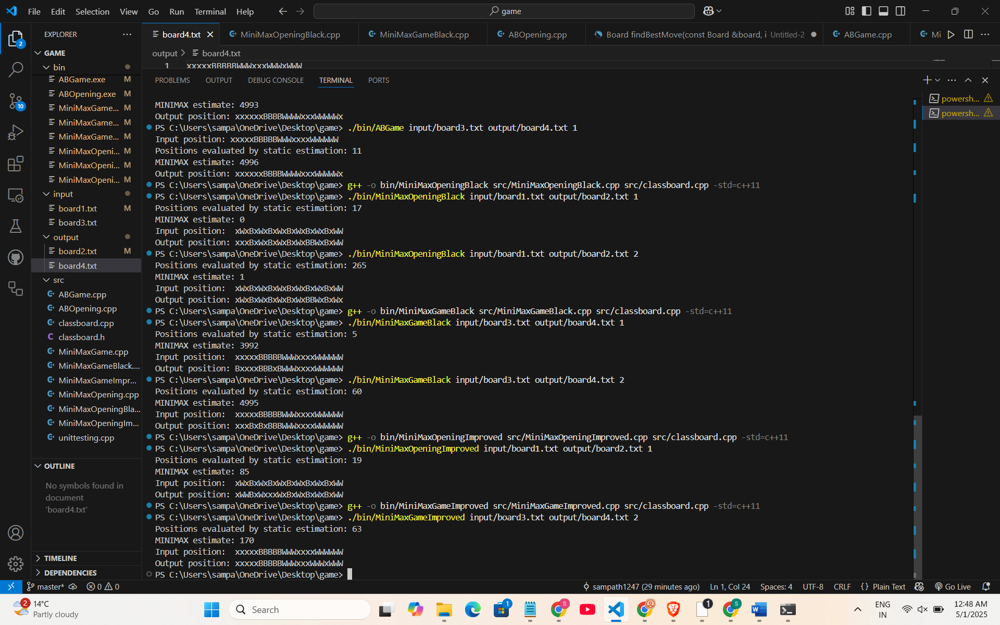 File Edit Selection View Go Run Terminal Help
game
EXPLORER
board4.txt
MiniMaxOpeningBlack.cpp
MiniMaxGameBlack.cpp
ABOpening.cpp
Board findBestMove(const Board &board, i Untitled-2
ABGame.cpp
Mi
GAME
output > board4.txt
bin
1 xxxxxBBBBBWWWxxxWWWxWWW
ABGame.exe M
ABOpening.exe M
MiniMaxGame... M
MiniMaxGame... M
MiniMaxGame... M
MiniMaxOpeni... M
MiniMaxOpeni... M
MiniMaxOpeni... M
input
board1.txt M
board3.txt
output
board2.txt M
board4.txt
src
ABGame.cpp
ABOpening.cpp
classboard.cpp
classboard.h
MiniMaxGame.cpp
MiniMaxGameBlack....
MiniMaxGameImpr...
MiniMaxOpening.cpp
MiniMaxOpeningBla...
MiniMaxOpeningIm...
unittesting.cpp
OUTLINE
No symbols found in
document
'board4.txt'
TIMELINE
DEPENDENCIES
2
10
PROBLEMS OUTPUT DEBUG CONSOLE TERMINAL PORTS
powersh...
powersh...
MINIMAX estimate: 4993
Output position: xxxxxxBBBBWWWWxxxWWWWWx
PS C:\Users\sampa\OneDrive\Desktop\game> ./bin/ABGame input/board3.txt output/board4.txt 1
Input position: xxxxxBBBBBWWWxxxxWWWWWW
Positions evaluated by static estimation: 11
MINIMAX estimate: 4996
Output position: xxxxxxBBBBWWWWxxxWWWWWx
PS C:\Users\sampa\OneDrive\Desktop\game> g++ -o bin/MiniMaxOpeningBlack src/MiniMaxOpeningBlack.cpp src/classboard.cpp -std=c++11
PS C:\Users\sampa\OneDrive\Desktop\game> ./bin/MiniMaxOpeningBlack input/board1.txt output/board2.txt 1
Positions evaluated by static estimation: 17
MINIMAX estimate: 0
Input position:  xWxBxWxBxWxBxWxBxWxBxWW
Output position: xxxBxWxBxWxBxWxBBWxBxWW
PS C:\Users\sampa\OneDrive\Desktop\game> ./bin/MiniMaxOpeningBlack input/board1.txt output/board2.txt 2
Positions evaluated by static estimation: 265
MINIMAX estimate: 1
Input position:  xWxBxWxBxWxBxWxBxWxBxWW
Output position: xWxBxWxBxWxBxWxBBWxBxWx
PS C:\Users\sampa\OneDrive\Desktop\game> g++ -o bin/MiniMaxGameBlack src/MiniMaxGameBlack.cpp src/classboard.cpp -std=c++11
PS C:\Users\sampa\OneDrive\Desktop\game> ./bin/MiniMaxGameBlack input/board3.txt output/board4.txt 1
Positions evaluated by static estimation: 5
MINIMAX estimate: 3992
Input position:  xxxxxBBBBBWWWxxxxWWWWWW
Output position: BxxxxBBBxBWWWxxxxWWWWWW
PS C:\Users\sampa\OneDrive\Desktop\game> ./bin/MiniMaxGameBlack input/board3.txt output/board4.txt 2
Positions evaluated by static estimation: 60
MINIMAX estimate: 4995
Input position:  xxxxxBBBBBWWWxxxxWWWWWW
Output position: xxxBxBxBBBWWWxxxxWWWWWW
PS C:\Users\sampa\OneDrive\Desktop\game> g++ -o bin/MiniMaxOpeningImproved src/MiniMaxOpeningImproved.cpp src/classboard.cpp -std=c++11
PS C:\Users\sampa\OneDrive\Desktop\game> ./bin/MiniMaxOpeningImproved input/board1.txt output/board2.txt 1
Positions evaluated by static estimation: 19
MINIMAX estimate: 85
Input position:  xWxBxWxBxWxBxWxBxWxBxWW
Output position: xWWBxWxxxWxBxWxBxWxBxWW
PS C:\Users\sampa\OneDrive\Desktop\game> g++ -o bin/MiniMaxGameImproved src/MiniMaxGameImproved.cpp src/classboard.cpp -std=c++11
PS C:\Users\sampa\OneDrive\Desktop\game> ./bin/MiniMaxGameImproved input/board3.txt output/board4.txt 2
Positions evaluated by static estimation: 63
MINIMAX estimate: 170
Input position:  xxxxxBBBBBWWWxxxxWWWWWW
Output position: xxxxxBBBBBWWWxxxWWWxWWW
PS C:\Users\sampa\OneDrive\Desktop\game>
master* 0 0
sampath1247 (29 minutes ago) Ln 1, Col 24 Spaces: 4 UTF-8 CRLF {} Plain Text Go Live
2
14°C
Partly cloudy
Search
1
S
1
S
ENG
IN
12:48 AM
5/1/2025